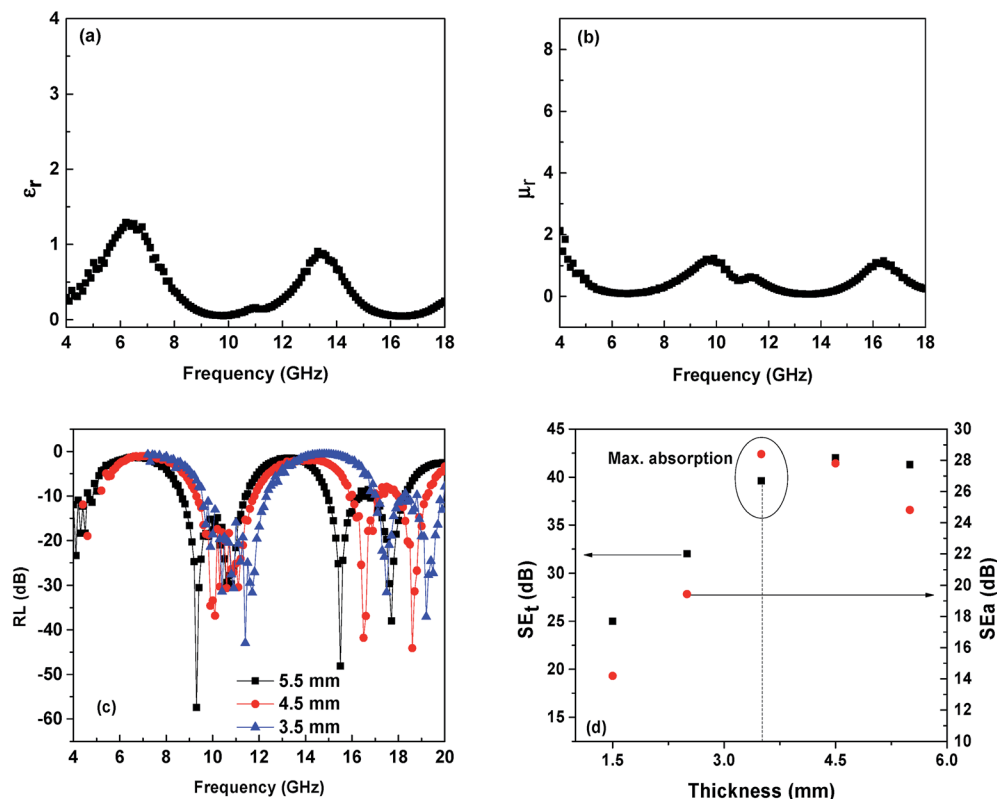 (a)
4
3
2
1
0
εr
4 6 8 10 12 14 16 18
Frequency (GHz)
(b)
8
6
4
2
0
μr
4 6 8 10 12 14 16 18
Frequency (GHz)
0
-10
-20
-30
-40
-50
-60
RL (dB)
(c)
5.5 mm
4.5 mm
3.5 mm
4 6 8 10 12 14 16 18 20
Frequency (GHz)
45
40
35
30
25
20
15
SEt (dB)
Max. absorption
(d)
30
28
26
24
22
20
18
16
14
12
10
SEa (dB)
1.5 3.0 4.5 6.0
Thickness (mm)